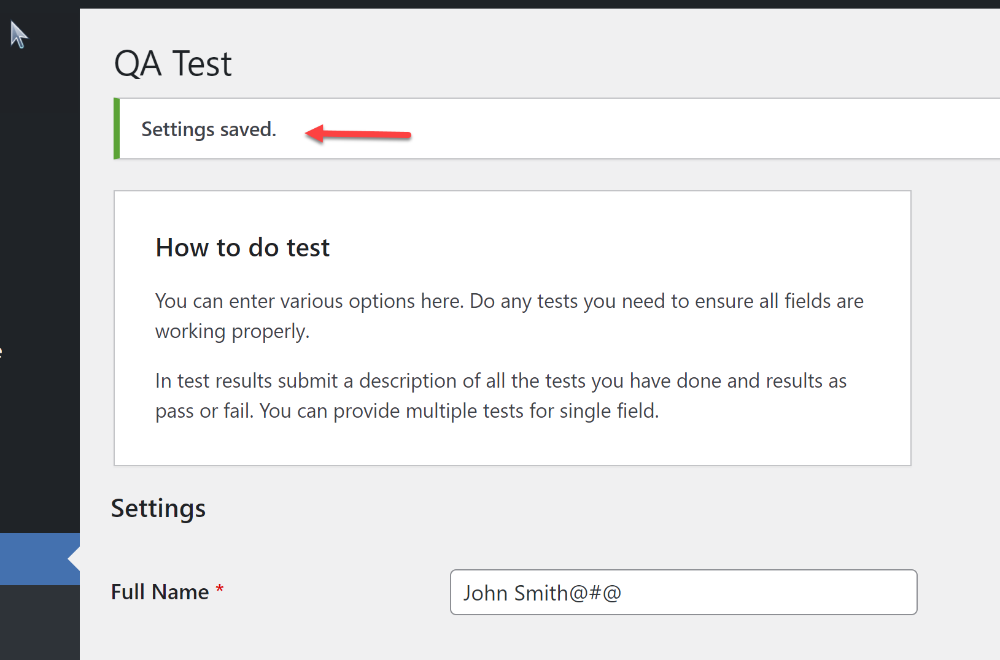 QA Test
Settings saved.
How to do test
You can enter various options here. Do any tests you need to ensure all fields are
working properly.
In test results submit a description of all the tests you have done and results as
pass or fail. You can provide multiple tests for single field.
Settings
Full Name *
John Smith@#@